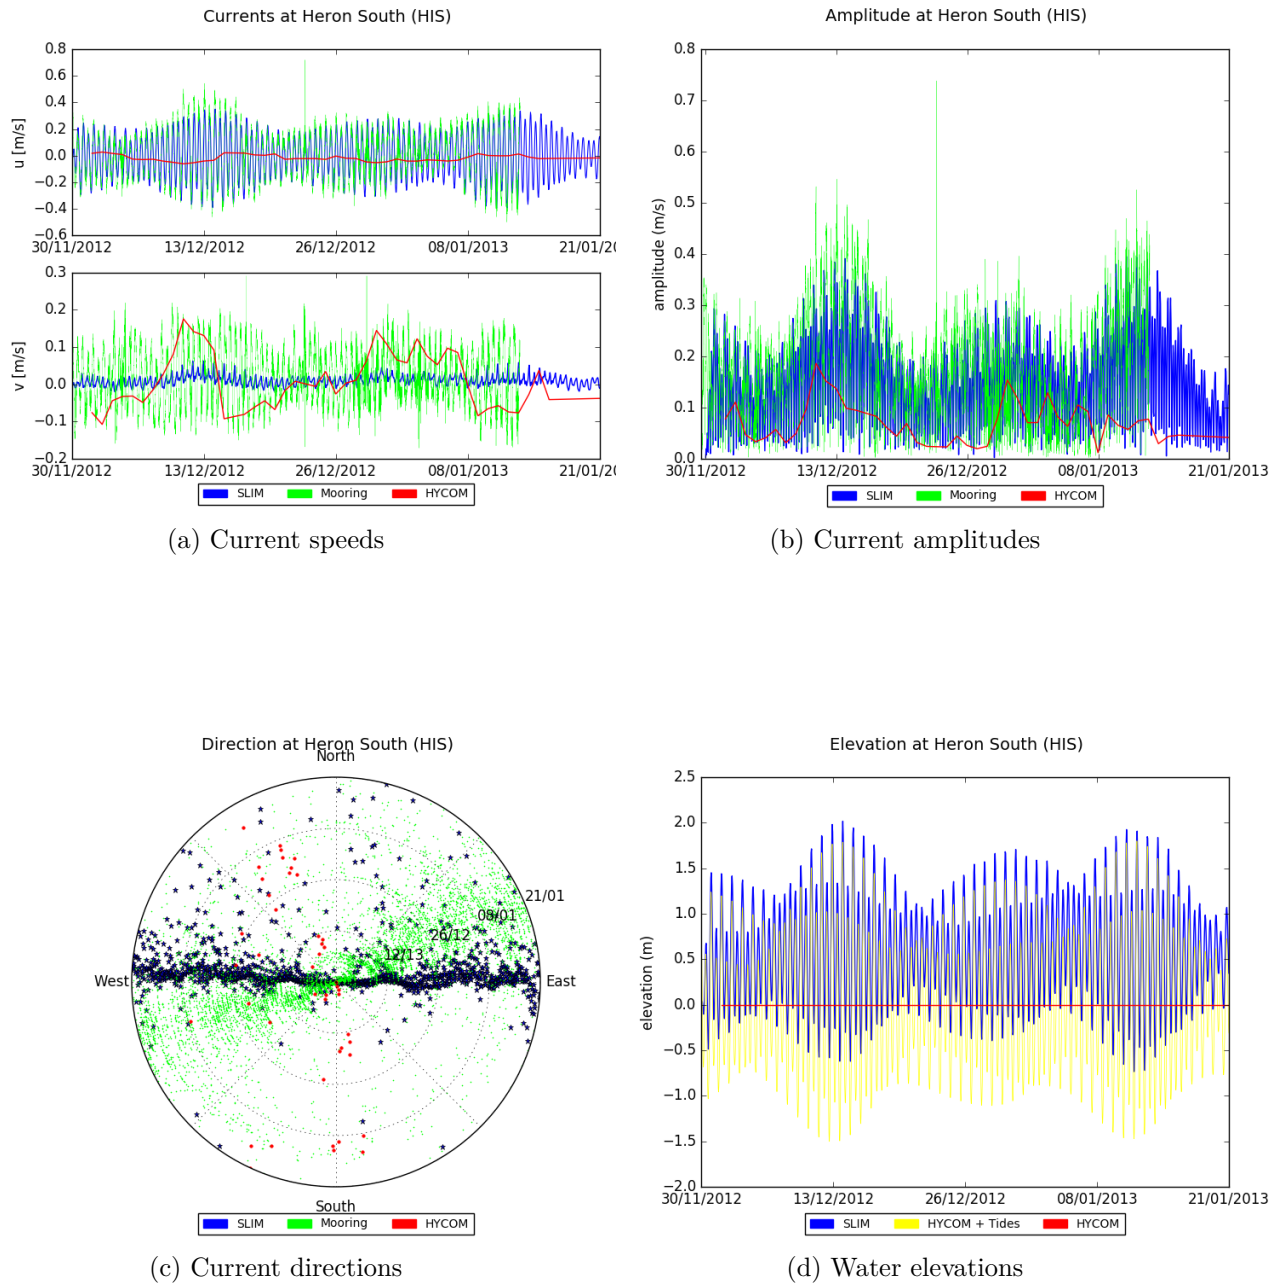 Currents at Heron South (HIS)
0.8
0.6
0.4
0.2
0.0
−0.2
−0.4
−0.6
u [m/s]
30/11/2012 13/12/2012 26/12/2012 08/01/2013 21/01/20
0.3
0.2
0.1
0.0
−0.1
−0.2
v [m/s]
30/11/2012 13/12/2012 26/12/2012 08/01/2013 21/01/20
SLIM Mooring HYCOM
(a) Current speeds
Amplitude at Heron South (HIS)
0.8
0.7
0.6
0.5
0.4
0.3
0.2
0.1
0.0
amplitude (m/s)
30/11/2012 13/12/2012 26/12/2012 08/01/2013 21/01/2013
SLIM Mooring HYCOM
(b) Current amplitudes
Direction at Heron South (HIS)
North
21/01
08/01
26/12
12/13
West East
South
SLIM Mooring HYCOM
(c) Current directions
Elevation at Heron South (HIS)
2.5
2.0
1.5
1.0
0.5
0.0
−0.5
−1.0
−1.5
−2.0
elevation (m)
30/11/2012 13/12/2012 26/12/2012 08/01/2013 21/01/2013
SLIM HYCOM + Tides HYCOM
(d) Water elevations